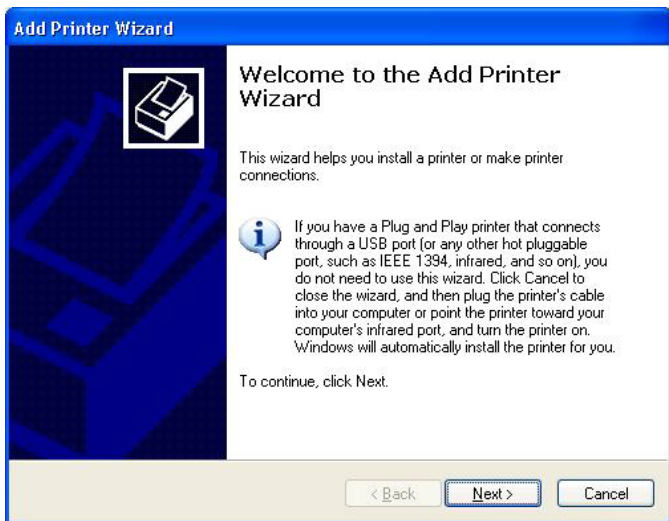 Add Printer Wizard
Welcome to the Add Printer
Wizard
This wizard helps you install a printer or make printer
connections.
If you have a Plug and Play printer that connects
through a USB port (or any other hot pluggable
port, such as IEEE 1394, infrared, and so on), you
do not need to use this wizard. Click Cancel to
close the wizard, and then plug the printer's cable
into your computer or point the printer toward your
computer's infrared port, and turn the printer on.
Windows will automatically install the printer for you.
To continue, click Next.
< Back Next > Cancel